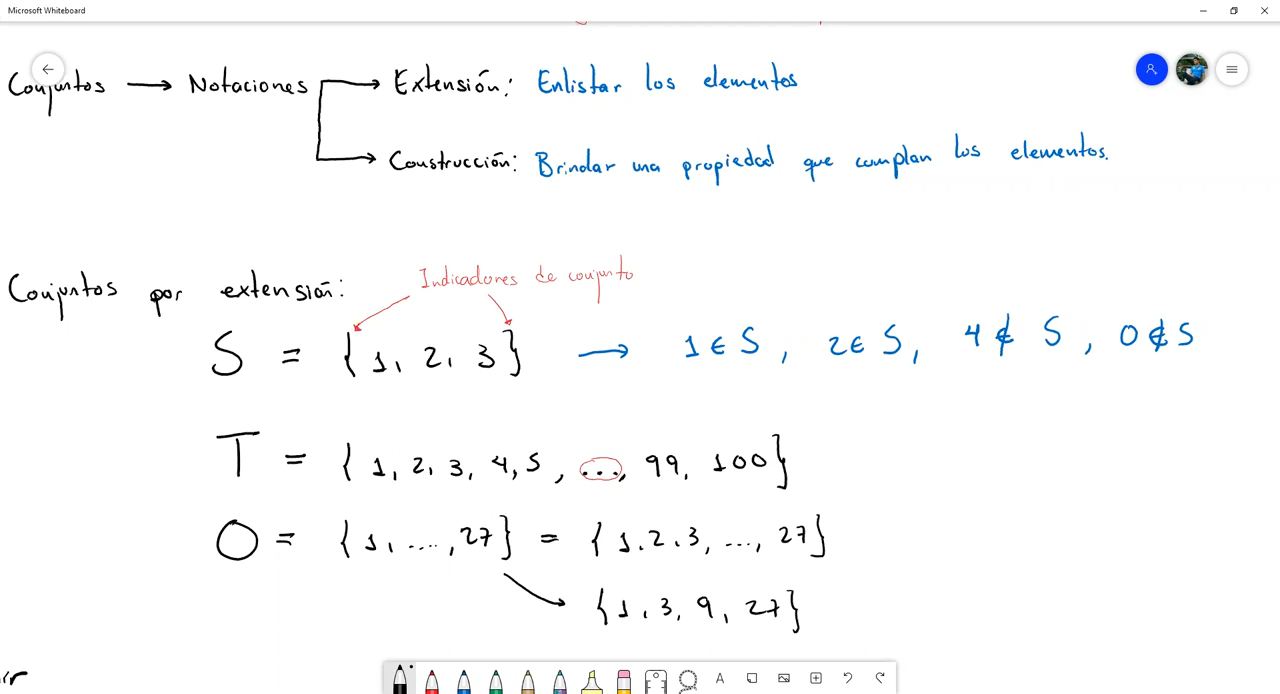 Microsoft Whiteboard
Conjuntos → Notaciones → Extensión: Enlistar los elementos
→ Construcción: Brindar una propiedad que cumplan los elementos.
Indicadores de conjunto
Conjuntos por extensión:
S = {1, 2, 3} → 1 ∈ S, 2 ∈ S, 4 ∉ S, 0 ∉ S
T = {1, 2, 3, 4, 5, ..., 99, 100}
O = {1, ...., 27} = {1, 2, 3, ..., 27}
{1, 3, 9, 27}
A